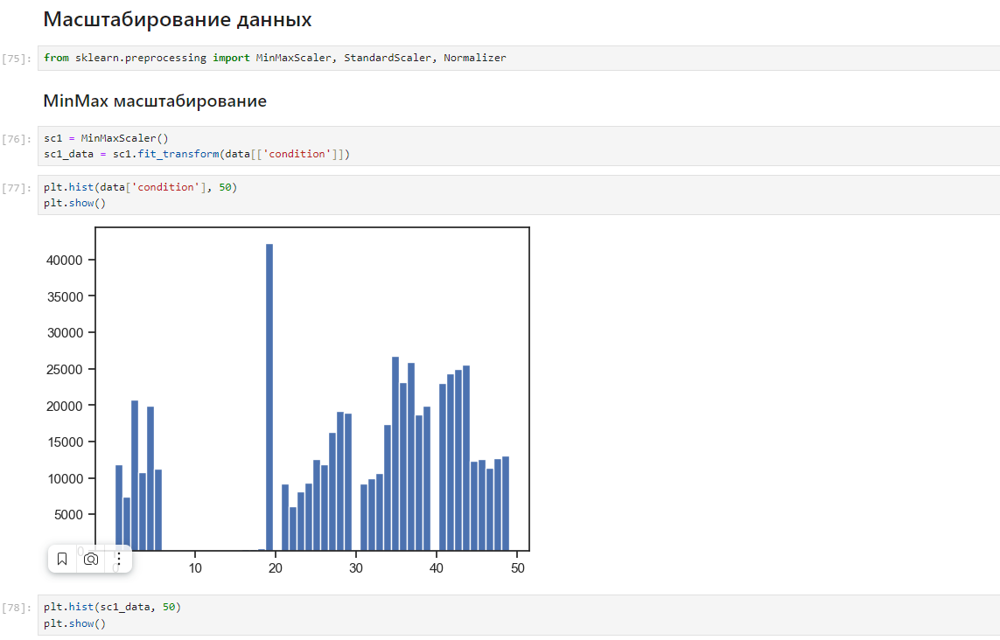 Масштабирование данных
[75]: from sklearn.preprocessing import MinMaxScaler, StandardScaler, Normalizer
MinMax масштабирование
[76]: sc1 = MinMaxScaler()
sc1_data = sc1.fit_transform(data[['condition']])
[77]: plt.hist(data['condition'], 50)
plt.show()
40000
35000
30000
25000
20000
15000
10000
5000
0
0 10 20 30 40 50
[78]: plt.hist(sc1_data, 50)
plt.show()